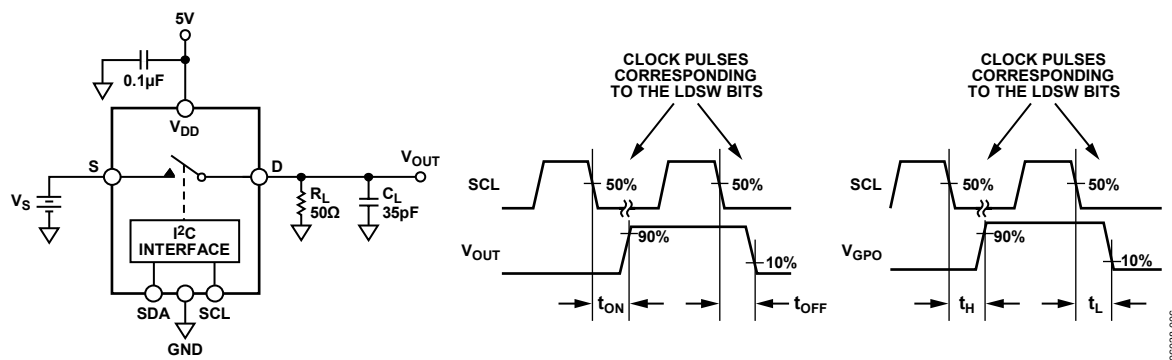 5V
0.1µF
VDD
S
D
VOUT
VS
RL
50Ω
CL
35pF
I2C
INTERFACE
SDA
SCL
GND
CLOCK PULSES
CORRESPONDING
TO THE LDSW BITS
SCL
50%
50%
VOUT
90%
10%
tON
tOFF
CLOCK PULSES
CORRESPONDING
TO THE LDSW BITS
SCL
50%
50%
VGPO
90%
10%
tH
tL